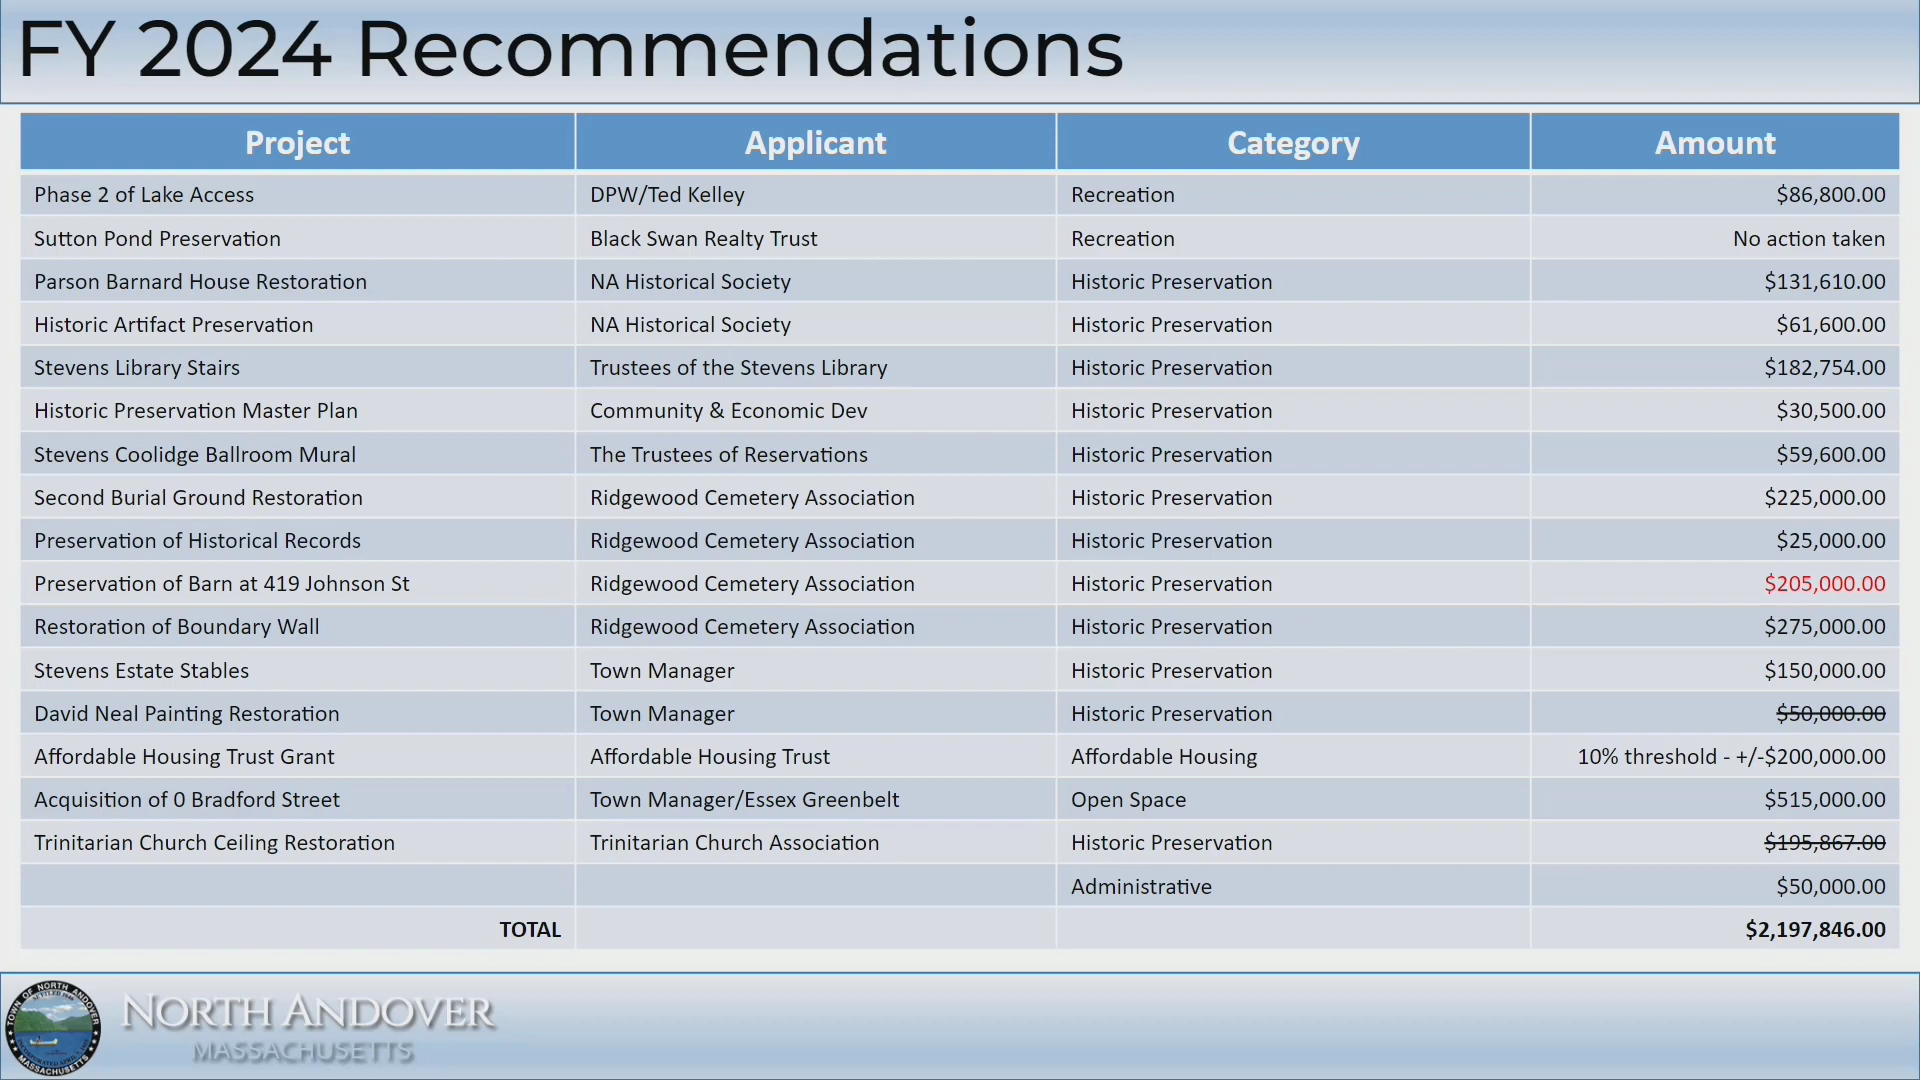 FY 2024 Recommendations
Project Applicant Category Amount
Phase 2 of Lake Access DPW/Ted Kelley Recreation $86,800.00
Sutton Pond Preservation Black Swan Realty Trust Recreation No action taken
Parson Barnard House Restoration NA Historical Society Historic Preservation $131,610.00
Historic Artifact Preservation NA Historical Society Historic Preservation $61,600.00
Stevens Library Stairs Trustees of the Stevens Library Historic Preservation $182,754.00
Historic Preservation Master Plan Community & Economic Dev Historic Preservation $30,500.00
Stevens Coolidge Ballroom Mural The Trustees of Reservations Historic Preservation $59,600.00
Second Burial Ground Restoration Ridgewood Cemetery Association Historic Preservation $225,000.00
Preservation of Historical Records Ridgewood Cemetery Association Historic Preservation $25,000.00
Preservation of Barn at 419 Johnson St Ridgewood Cemetery Association Historic Preservation $205,000.00
Restoration of Boundary Wall Ridgewood Cemetery Association Historic Preservation $275,000.00
Stevens Estate Stables Town Manager Historic Preservation $150,000.00
David Neal Painting Restoration Town Manager Historic Preservation $50,000.00
Affordable Housing Trust Grant Affordable Housing Trust Affordable Housing 10% threshold - +/-$200,000.00
Acquisition of 0 Bradford Street Town Manager/Essex Greenbelt Open Space $515,000.00
Trinitarian Church Ceiling Restoration Trinitarian Church Association Historic Preservation $195,867.00
Administrative $50,000.00
TOTAL $2,197,846.00
TOWN OF NORTH ANDOVER
MASSACHUSETTS
NORTH ANDOVER
MASSACHUSETTS